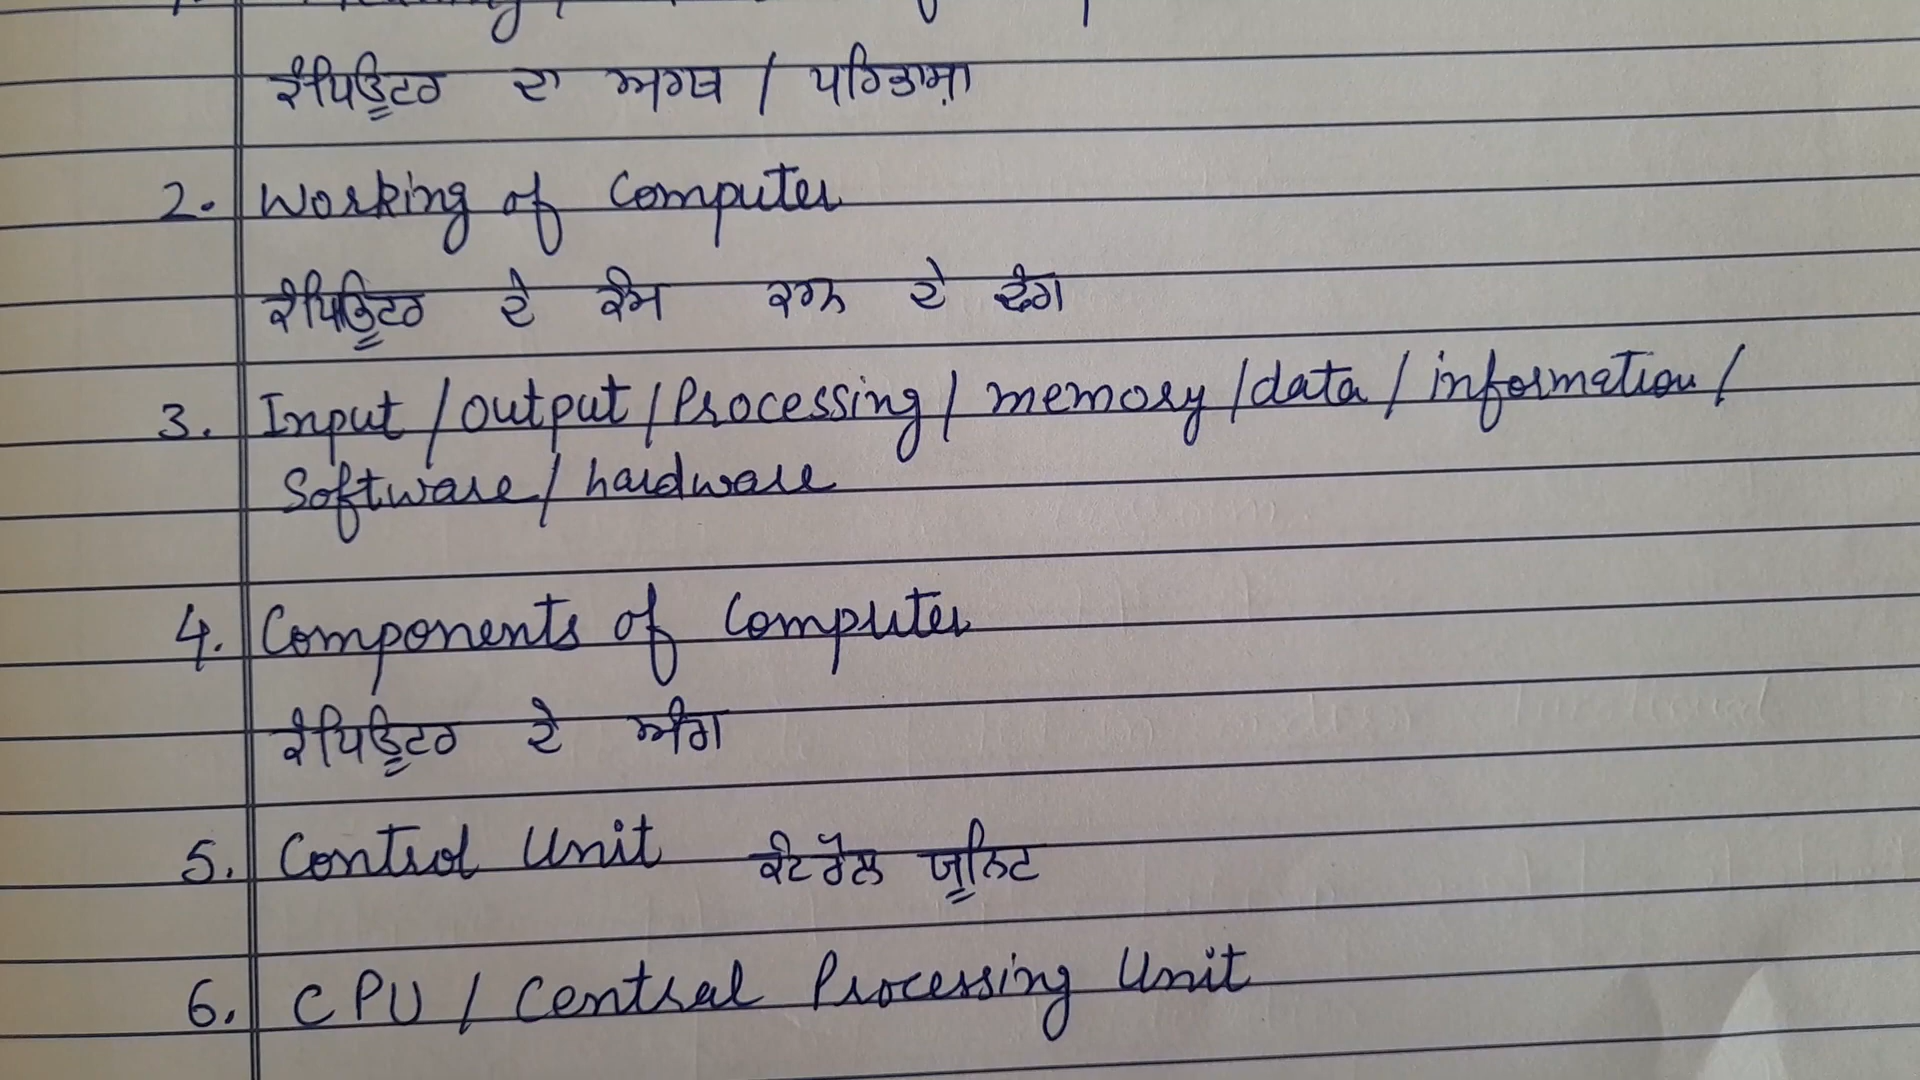 ਕੰਪਿਊਟਰ ਦਾ ਅਰਥ / ਪਰਿਭਾਸ਼ਾ
2. Working of Computer
ਕੰਪਿਊਟਰ ਦੇ ਕੰਮ ਕਰਨ ਦੇ ਢੰਗ
3. Input / output / Processing / memory / data / information /
Software / hardware
4. Components of Computer
ਕੰਪਿਊਟਰ ਦੇ ਅੰਗ
5. Control Unit ਕੰਟਰੋਲ ਯੂਨਿਟ
6. CPU / Central Processing Unit